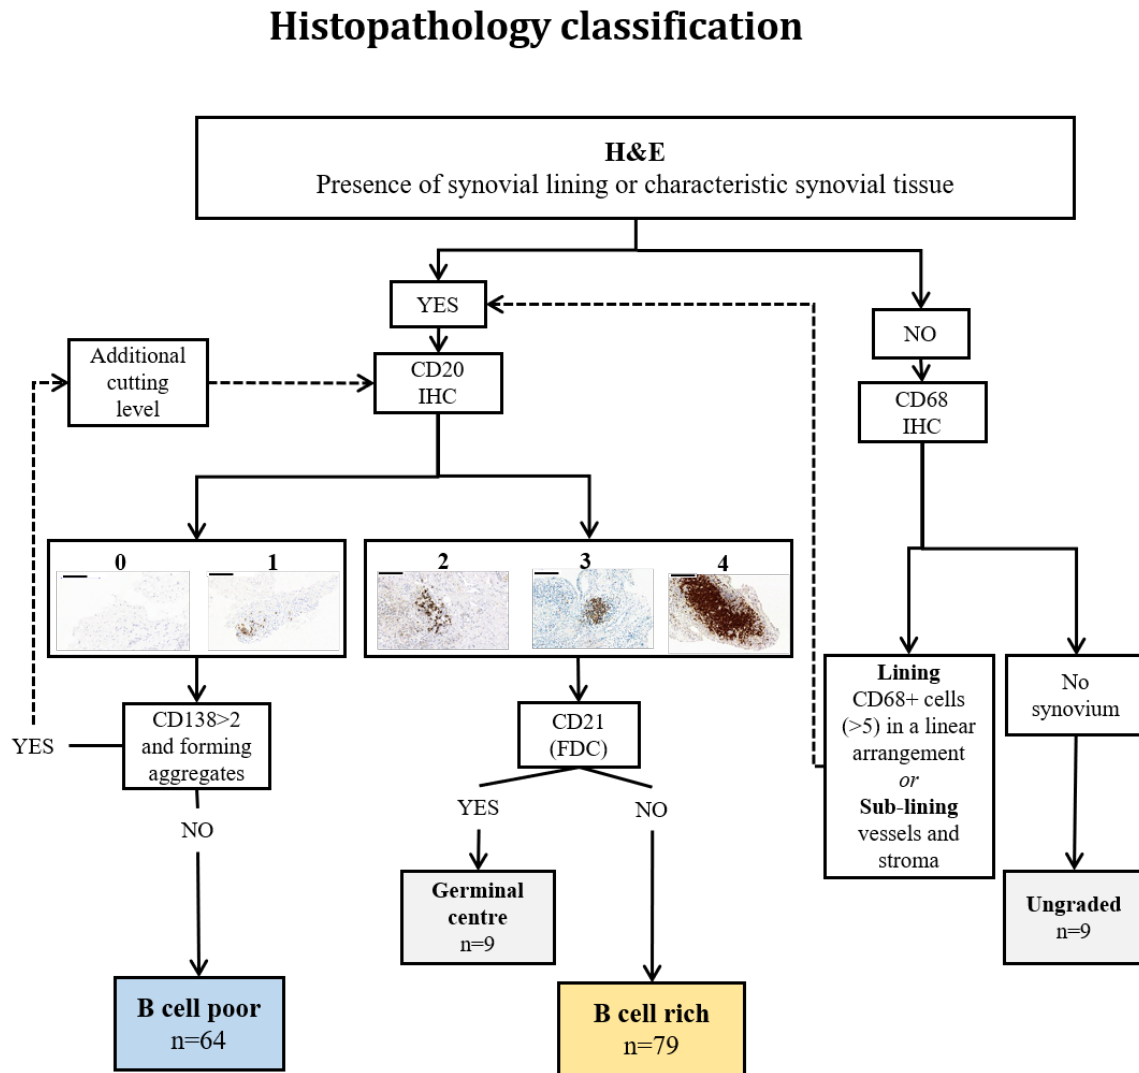 Histopathology classification
H&E
Presence of synovial lining or characteristic synovial tissue
YES
NO
Additional
cutting
level
CD20
IHC
CD68
IHC
0
1
2
3
4
CD138>2
and forming
aggregates
YES
NO
CD21
(FDC)
YES
NO
Lining
CD68+ cells
(>5) in a linear
arrangement
or
Sub-lining
vessels and
stroma
No
synovium
Germinal
centre
n=9
Ungraded
n=9
B cell poor
n=64
B cell rich
n=79